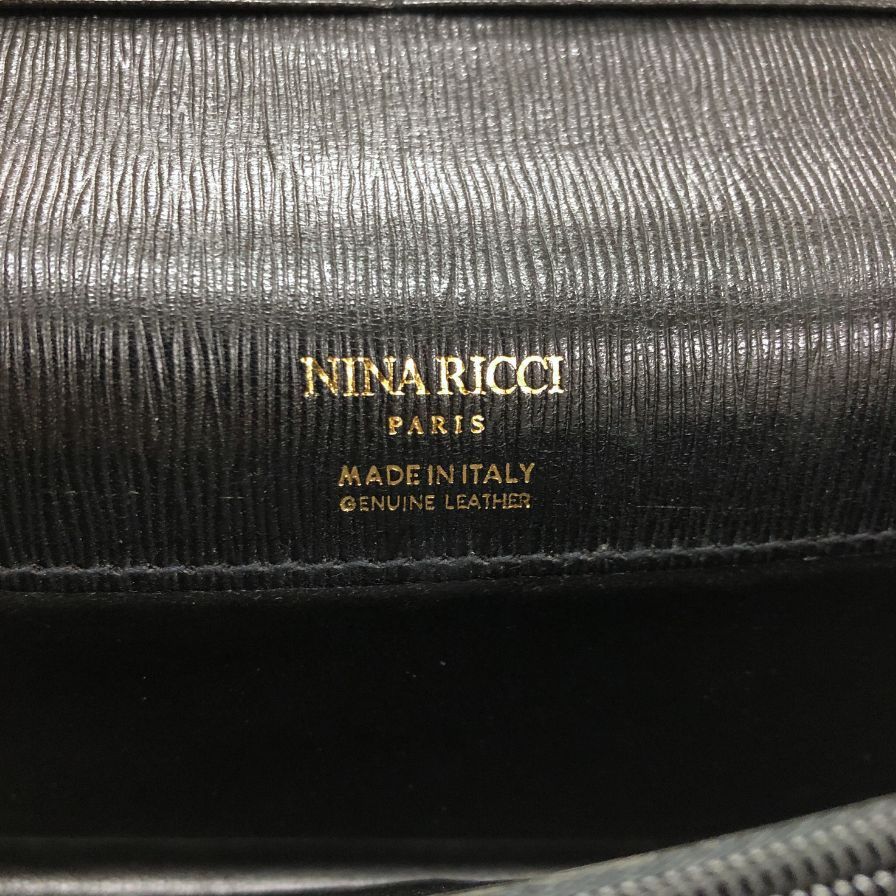 NINA RICCI
PARIS
MADE IN ITALY
GENUINE LEATHER